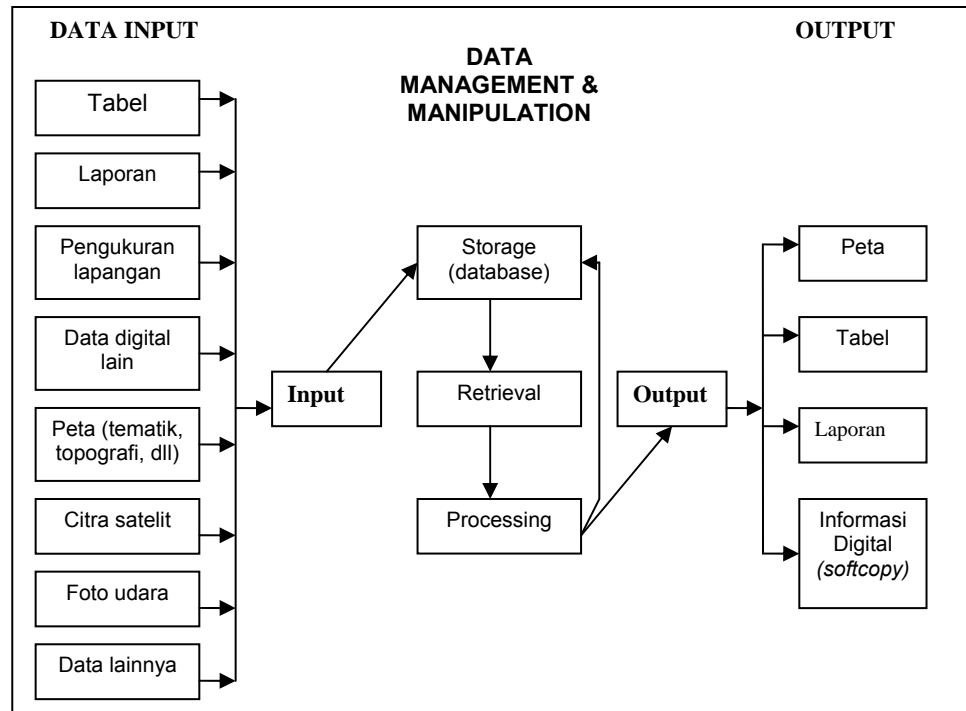 DATA INPUT
OUTPUT
DATA
MANAGEMENT &
MANIPULATION
Tabel
Laporan
Pengukuran
lapangan
Data digital
lain
Peta (tematik,
topografi, dll)
Citra satelit
Foto udara
Data lainnya
Input
Storage
(database)
Retrieval
Processing
Output
Peta
Tabel
Laporan
Informasi
Digital
(softcopy)